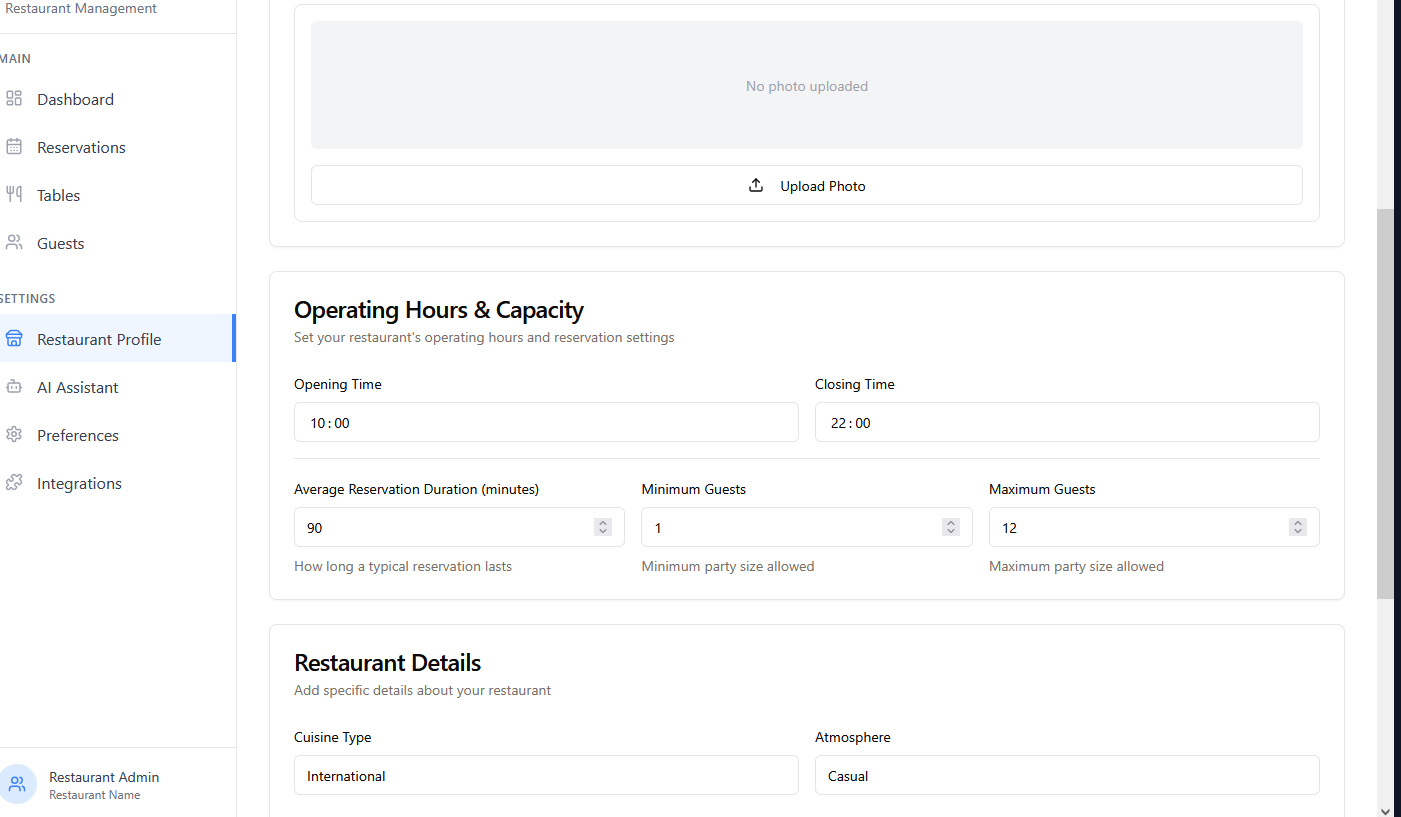 Restaurant Management
MAIN
Dashboard
Reservations
Tables
Guests
SETTINGS
Restaurant Profile
AI Assistant
Preferences
Integrations
Restaurant Admin
Restaurant Name
No photo uploaded
Upload Photo
Operating Hours & Capacity
Set your restaurant's operating hours and reservation settings
Opening Time
Closing Time
10:00
22:00
Average Reservation Duration (minutes)
Minimum Guests
Maximum Guests
90
1
12
How long a typical reservation lasts
Minimum party size allowed
Maximum party size allowed
Restaurant Details
Add specific details about your restaurant
Cuisine Type
Atmosphere
International
Casual